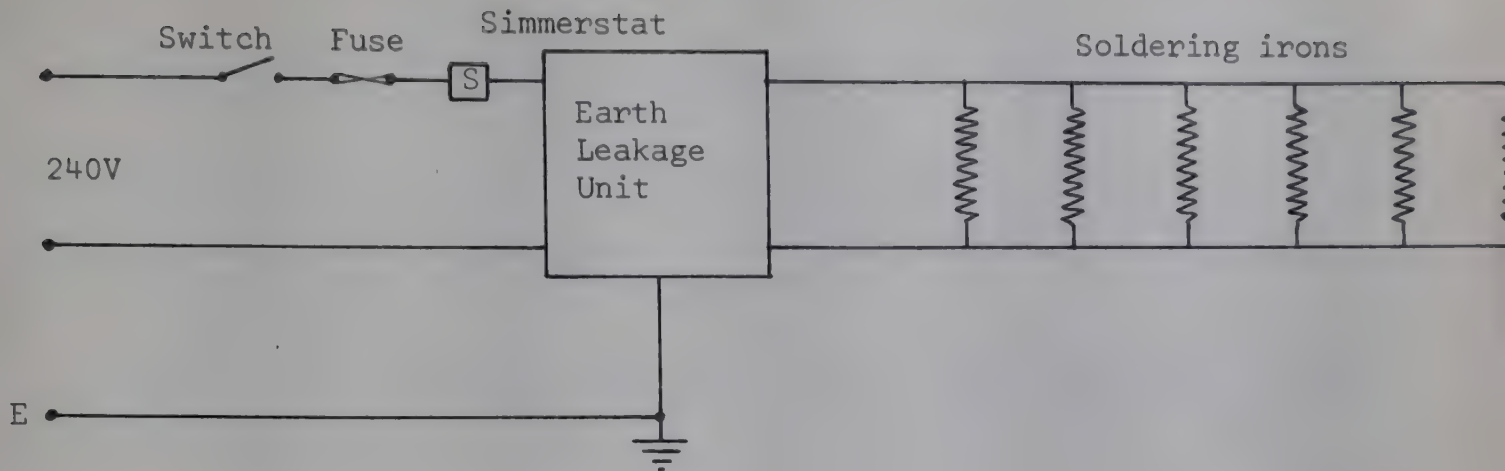 Simmerstat
Switch
Fuse
Soldering irons
S
Earth
Leakage
Unit
240V
E